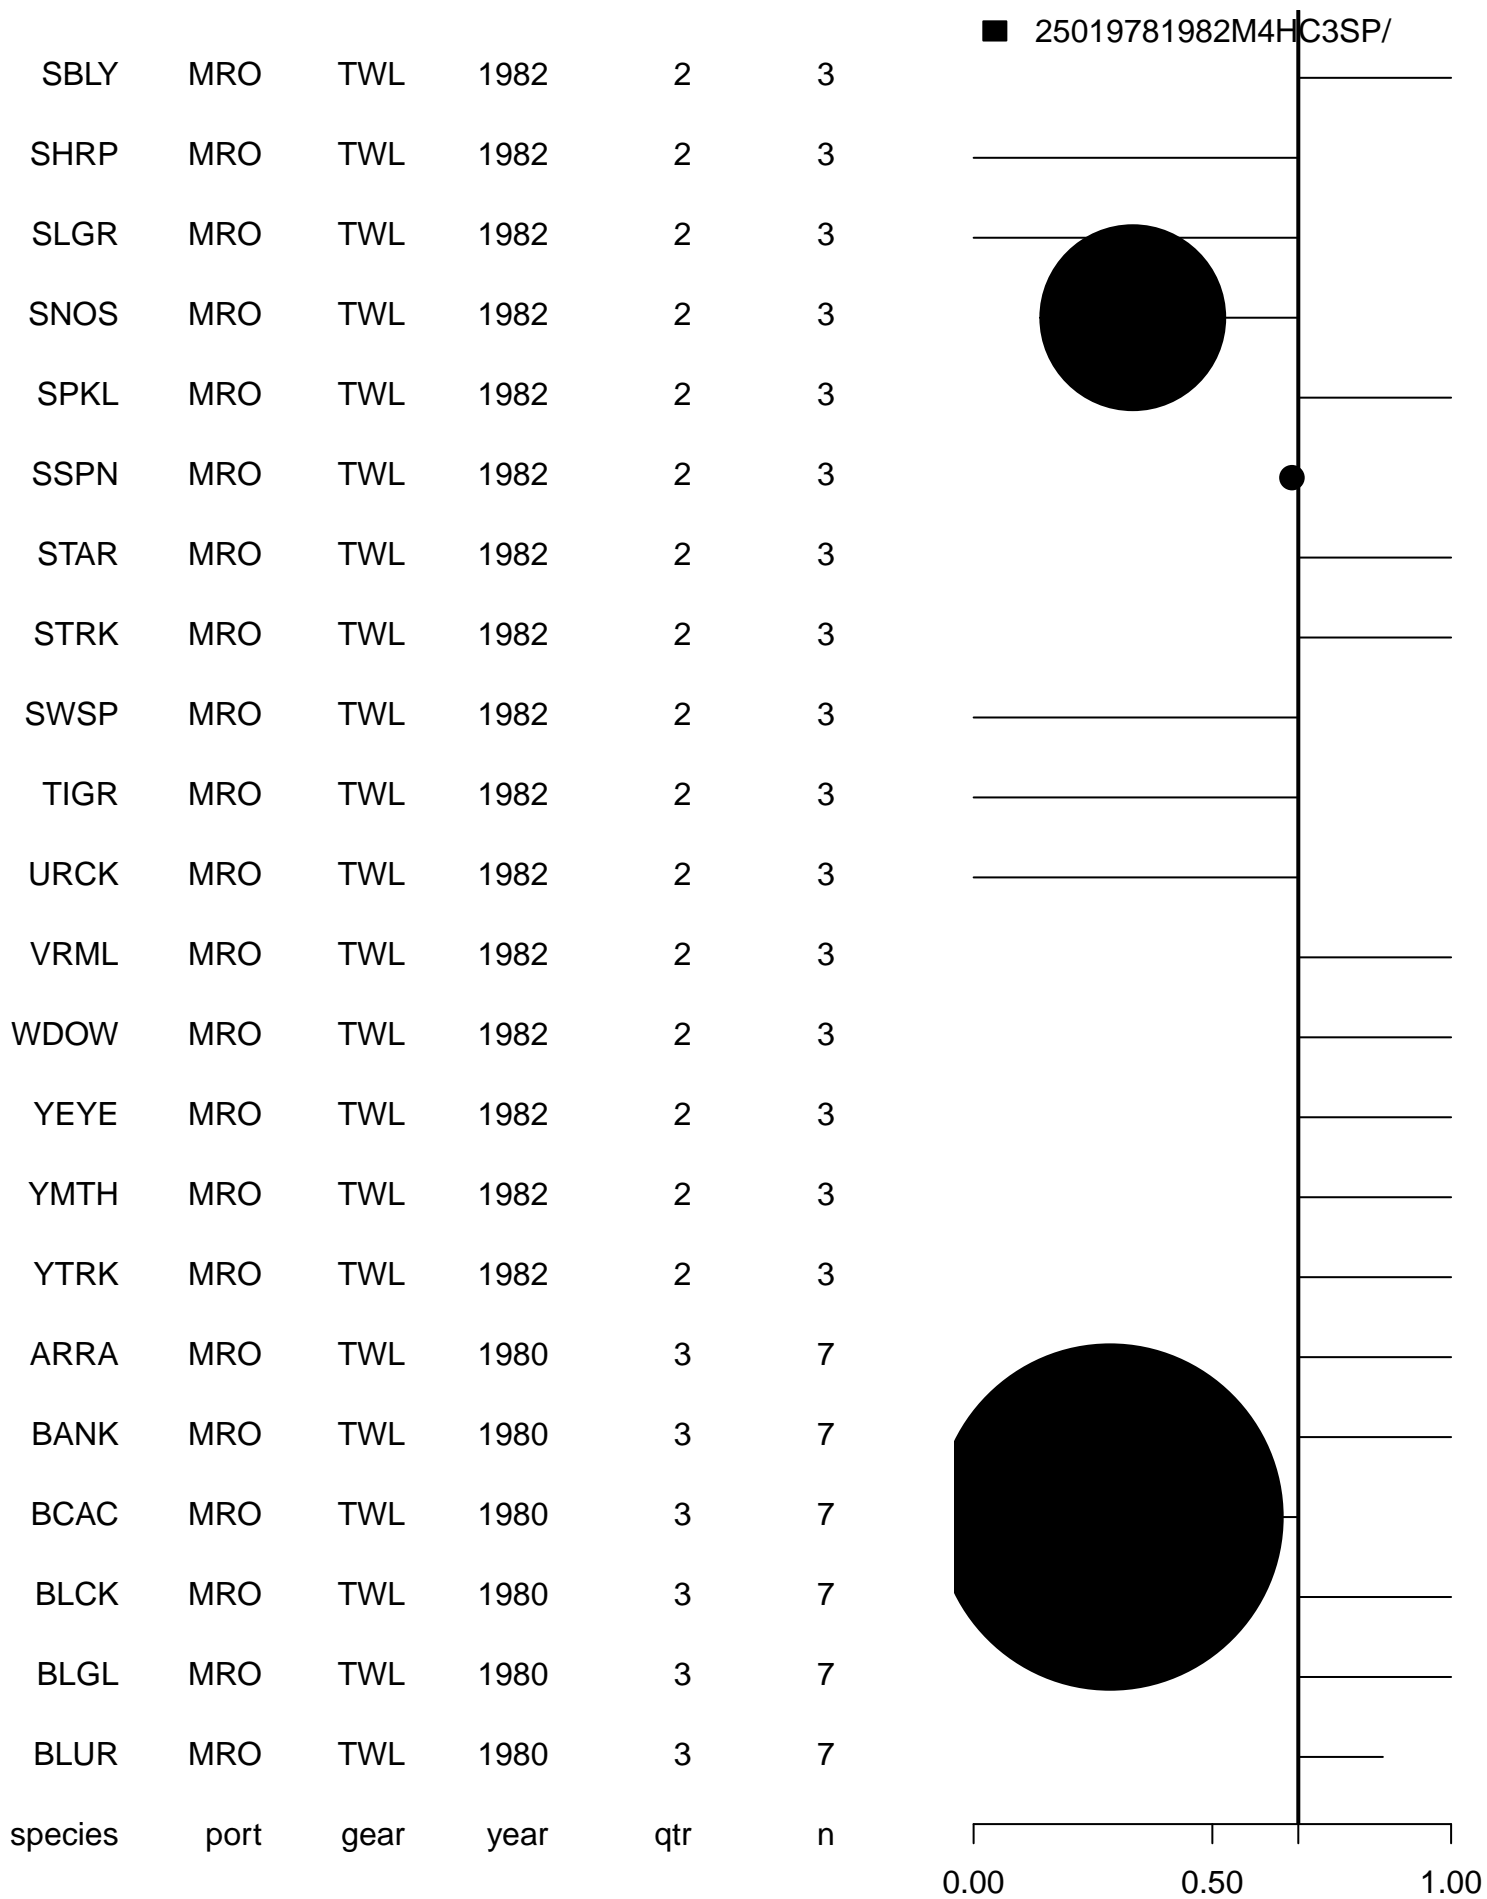 25019781982M4HC3SP/
SBLY MRO TWL 1982 2 3
SHRP MRO TWL 1982 2 3
SLGR MRO TWL 1982 2 3
SNOS MRO TWL 1982 2 3
SPKL MRO TWL 1982 2 3
SSPN MRO TWL 1982 2 3
STAR MRO TWL 1982 2 3
STRK MRO TWL 1982 2 3
SWSP MRO TWL 1982 2 3
TIGR MRO TWL 1982 2 3
URCK MRO TWL 1982 2 3
VRML MRO TWL 1982 2 3
WDOW MRO TWL 1982 2 3
YEYE MRO TWL 1982 2 3
YMTH MRO TWL 1982 2 3
YTRK MRO TWL 1982 2 3
ARRA MRO TWL 1980 3 7
BANK MRO TWL 1980 3 7
BCAC MRO TWL 1980 3 7
BLCK MRO TWL 1980 3 7
BLGL MRO TWL 1980 3 7
BLUR MRO TWL 1980 3 7
species port gear year qtr n
0.00 0.50 1.00